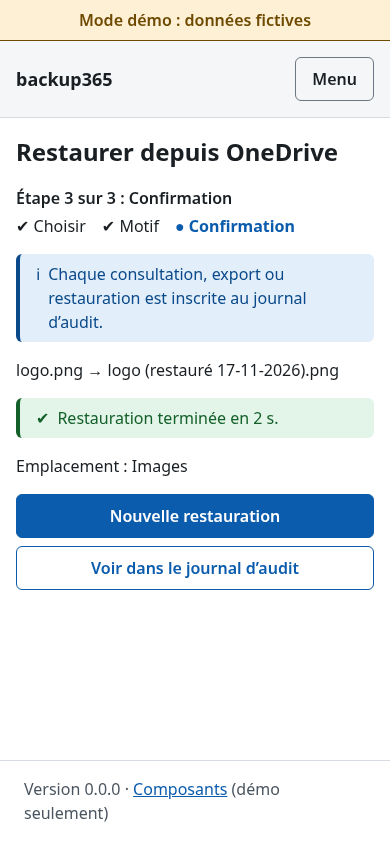 Mode démo : données fictives
backup365
Menu
Restaurer depuis OneDrive
Étape 3 sur 3 : Confirmation
✔ Choisir ✔ Motif ● Confirmation
i Chaque consultation, export ou
restauration est inscrite au journal
d’audit.
logo.png → logo (restauré 17-11-2026).png
✔ Restauration terminée en 2 s.
Emplacement : Images
Nouvelle restauration
Voir dans le journal d’audit
Version 0.0.0 · Composants (démo
seulement)